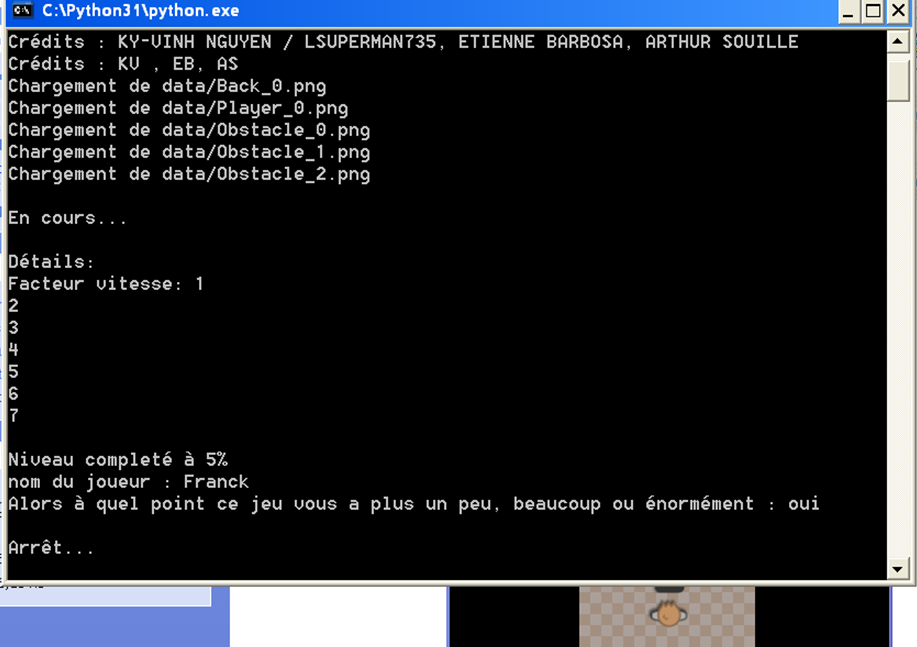 C:\Python31\python.exe
Crédits : KY-VINH NGUYEN / LSUPERMAN735, ETIENNE BARBOSA, ARTHUR SOUILLE
Crédits : KV , EB, AS
Chargement de data/Back_0.png
Chargement de data/Player_0.png
Chargement de data/Obstacle_0.png
Chargement de data/Obstacle_1.png
Chargement de data/Obstacle_2.png
En cours...
Détails:
Facteur vitesse: 1
2
3
4
5
6
7
Niveau completé à 5%
nom du joueur : Franck
Alors à quel point ce jeu vous a plus un peu, beaucoup ou énormément : oui
Arrêt...